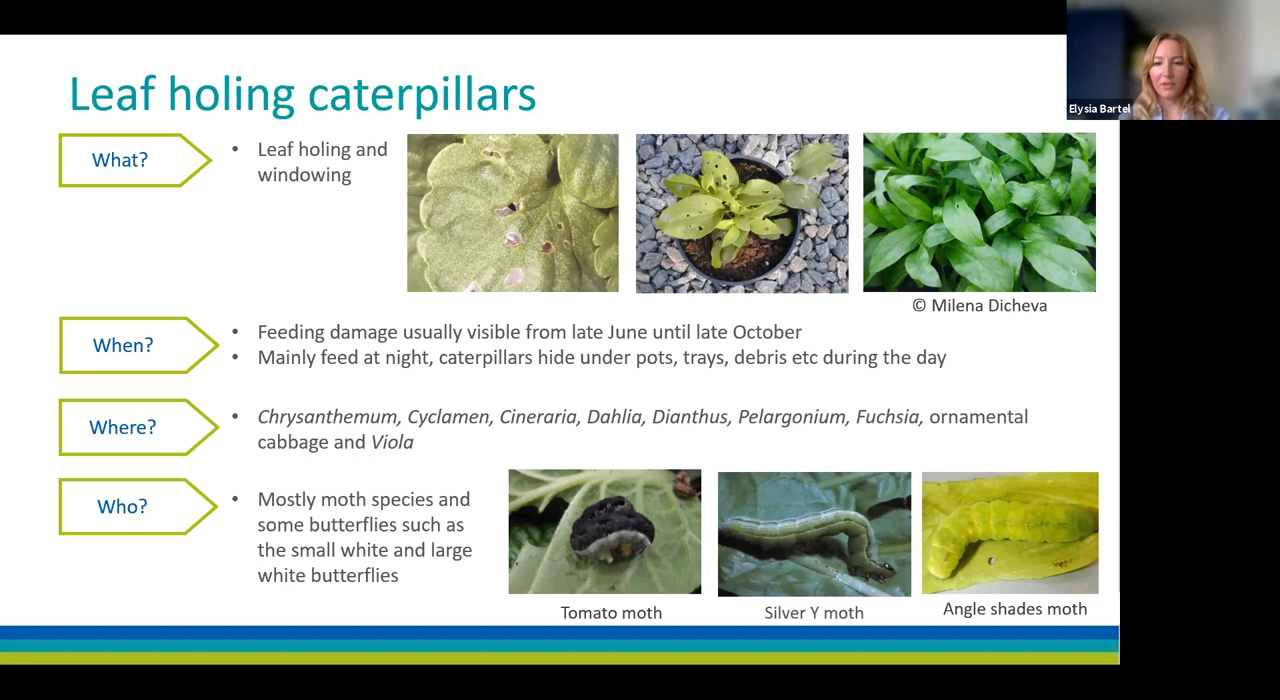 Leaf holing caterpillars
Elysia Bartel
What?
• Leaf holing and
windowing
© Milena Dicheva
When?
• Feeding damage usually visible from late June until late October
• Mainly feed at night, caterpillars hide under pots, trays, debris etc during the day
Where?
• Chrysanthemum, Cyclamen, Cineraria, Dahlia, Dianthus, Pelargonium, Fuchsia, ornamental
cabbage and Viola
Who?
• Mostly moth species and
some butterflies such as
the small white and large
white butterflies
Tomato moth
Silver Y moth
Angle shades moth